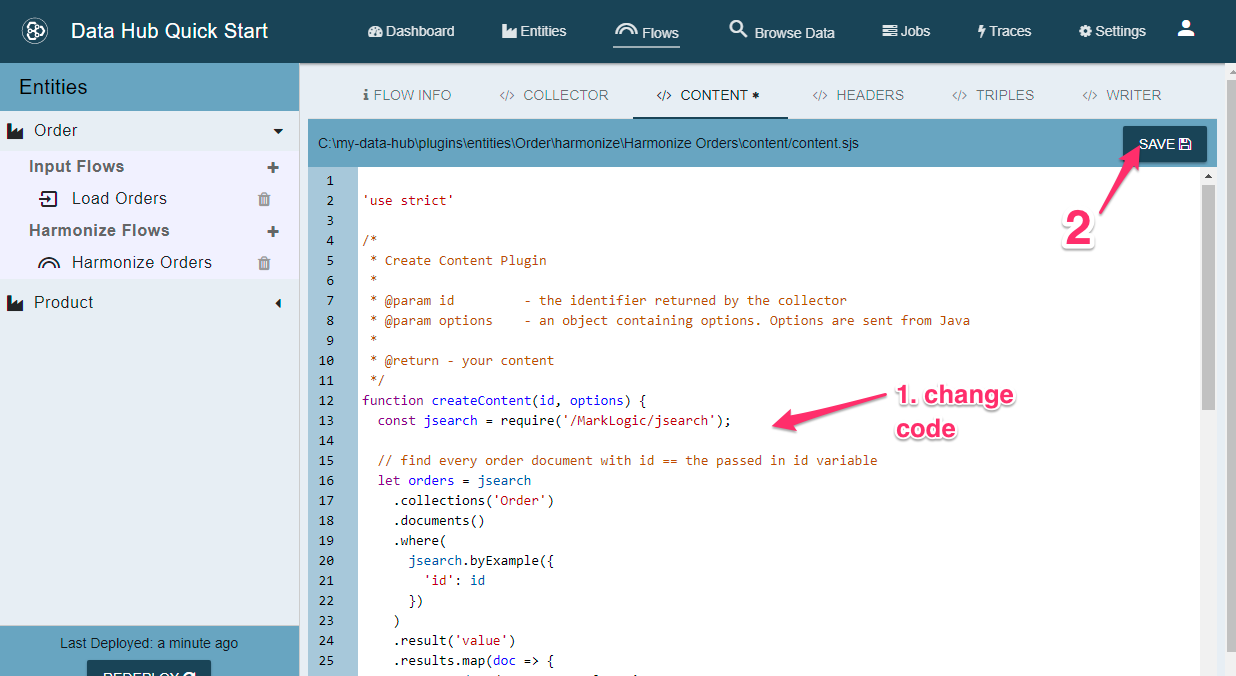 Data Hub Quick Start
Dashboard Entities Flows Browse Data Jobs Traces Settings
Entities
Order
Input Flows +
Load Orders
Harmonize Flows +
Harmonize Orders
Product
Last Deployed: a minute ago
REDEPLOY
FLOW INFO </> COLLECTOR </> CONTENT * </> HEADERS </> TRIPLES </> WRITER
C:\my-data-hub\plugins\entities\Order\harmonize\Harmonize Orders\content/content.sjs
SAVE
2
1
2 'use strict'
3
4 /*
5 * Create Content Plugin
6 *
7 * @param id - the identifier returned by the collector
8 * @param options - an object containing options. Options are sent from Java
9 *
10 * @return - your content
11 */
12 function createContent(id, options) {
13 const jsearch = require('/MarkLogic/jsearch');
14
15 // find every order document with id == the passed in id variable
16 let orders = jsearch
17 .collections('Order')
18 .documents()
19 .where(
20 jsearch.byExample({
21 'id': id
22 })
23 )
24 .result('value')
25 .results.map(doc => {
1. change
code